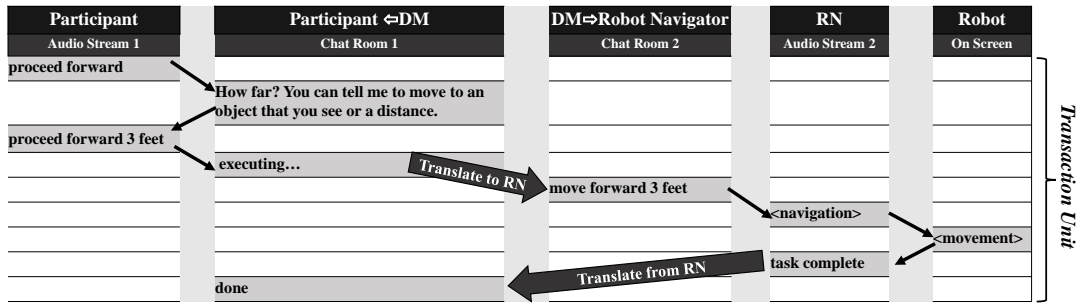 Participant
Participant ⇦DM
DM⇨Robot Navigator
RN
Robot
Audio Stream 1
Chat Room 1
Chat Room 2
Audio Stream 2
On Screen
proceed forward
How far? You can tell me to move to an
object that you see or a distance.
proceed forward 3 feet
executing…
Translate to RN
move forward 3 feet
<navigation>
<movement>
task complete
Translate from RN
done
Transaction Unit